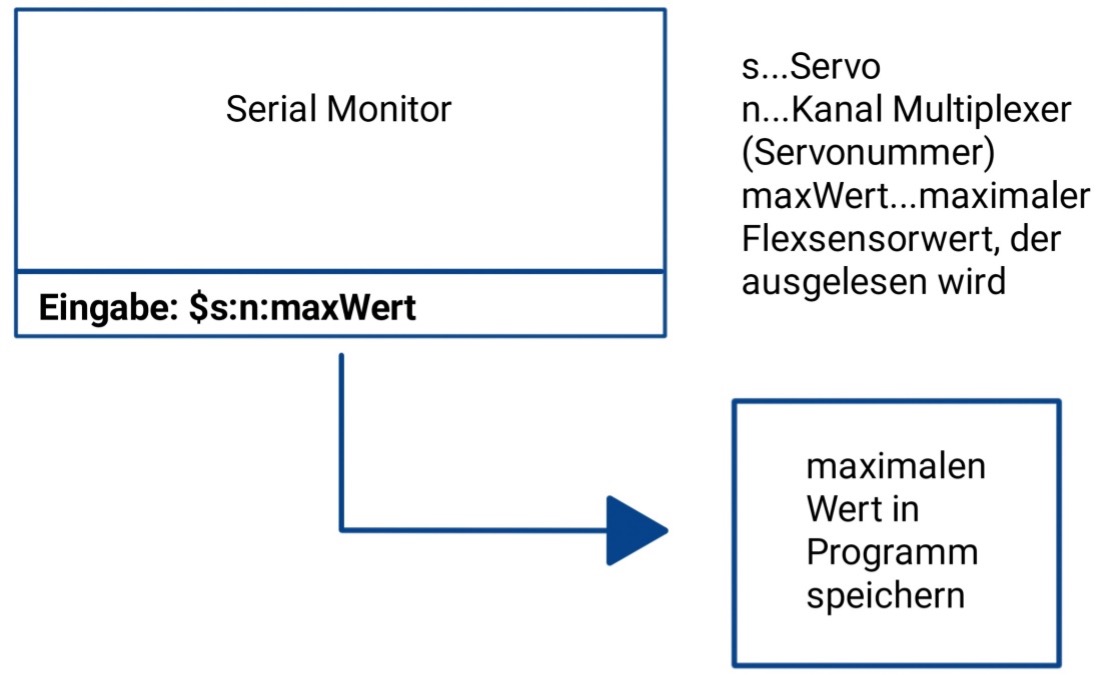 Serial Monitor
Eingabe: $s:n:maxWert
s...Servo
n...Kanal Multiplexer
(Servonummer)
maxWert...maximaler
Flexsensorwert, der
ausgelesen wird
maximalen
Wert in
Programm
speichern